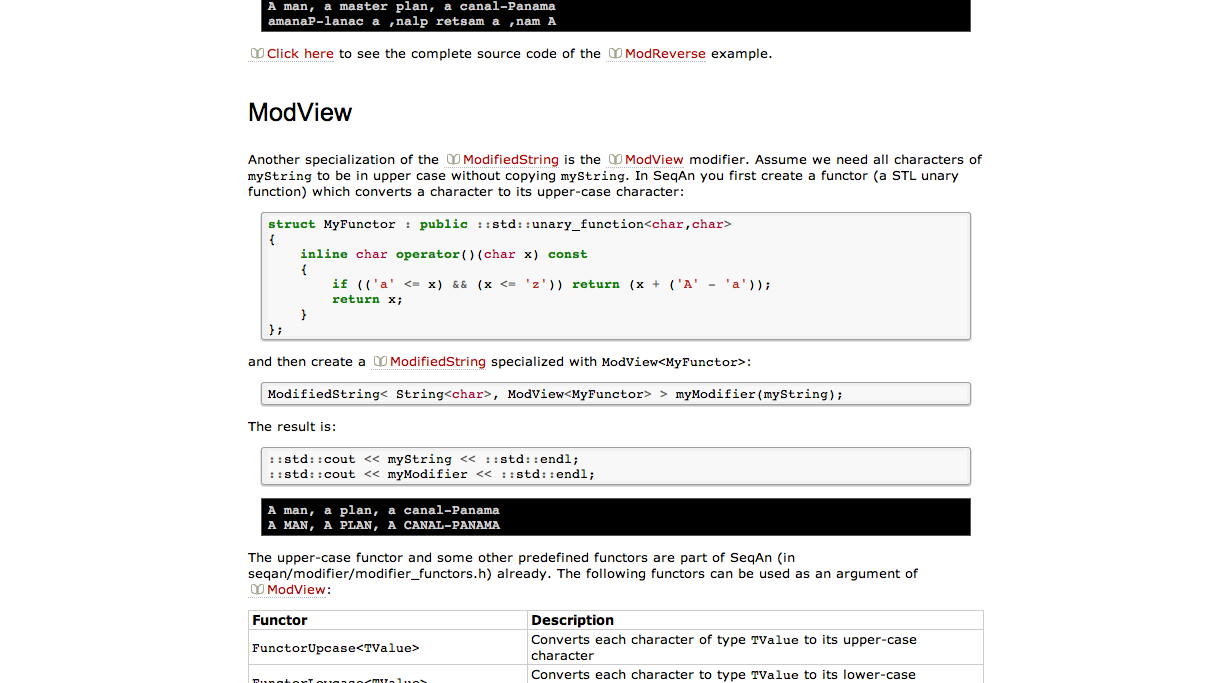 A man, a master plan, a canal-Panama
amanaP-lanac a ,nalp retsam a ,nam A
Click here to see the complete source code of the ModReverse example.
ModView
Another specialization of the ModifiedString is the ModView modifier. Assume we need all characters of
myString to be in upper case without copying myString. In SeqAn you first create a functor (a STL unary
function) which converts a character to its upper-case character:
struct MyFunctor : public ::std::unary_function<char,char>
{
    inline char operator()(char x) const
    {
        if (('a' <= x) && (x <= 'z')) return (x + ('A' - 'a'));
        return x;
    }
};
and then create a ModifiedString specialized with ModView<MyFunctor>:
ModifiedString< String<char>, ModView<MyFunctor> > myModifier(myString);
The result is:
::std::cout << myString << ::std::endl;
::std::cout << myModifier << ::std::endl;
A man, a plan, a canal-Panama
A MAN, A PLAN, A CANAL-PANAMA
The upper-case functor and some other predefined functors are part of SeqAn (in
seqan/modifier/modifier_functors.h) already. The following functors can be used as an argument of
ModView:
Functor Description
FunctorUpcase<TValue> Converts each character of type TValue to its upper-case
character
FunctorLowcase<TValue> Converts each character to type TValue to its lower-case